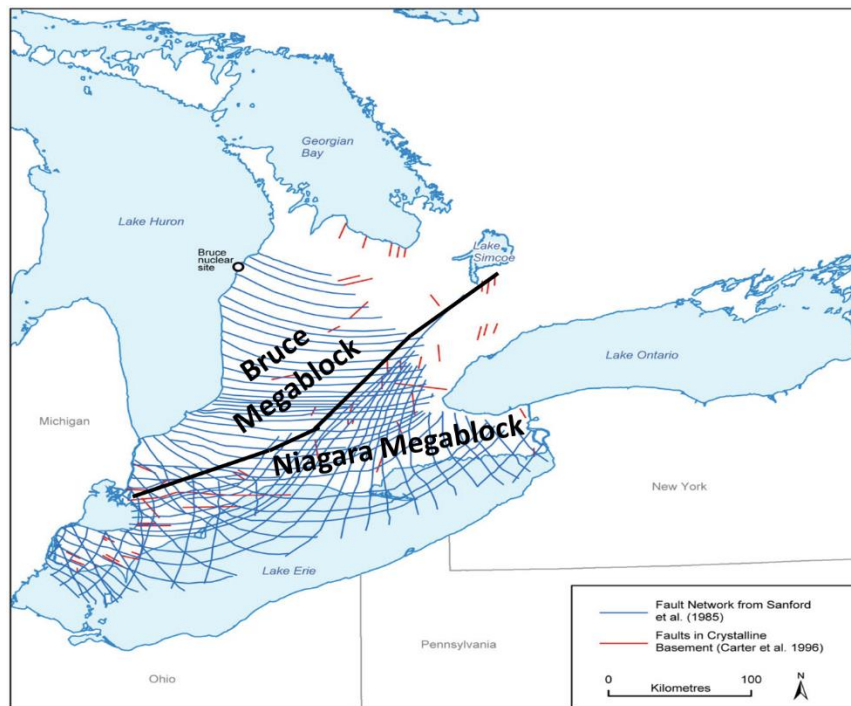 Georgian
Bay
Lake Huron
Lake
Simcoe
Bruce
nuclear
site
Bruce
Megablock
Lake Ontario
Michigan
Niagara Megablock
New York
Lake Erie
Pennsylvania
Ohio
Fault Network from Sanford
et al. (1985)
Faults in Crystalline
Basement (Carter et al. 1996)
0 100
Kilometres
N